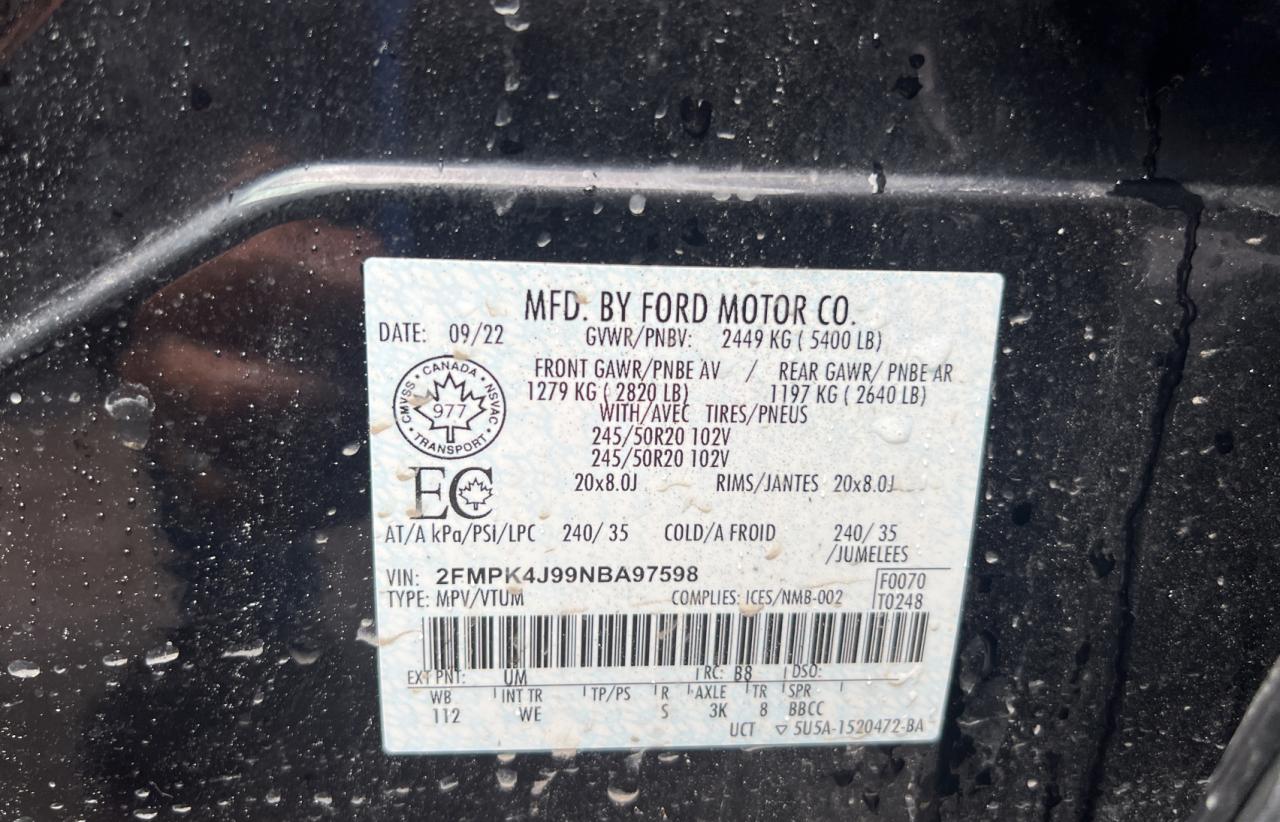 MFD. BY FORD MOTOR CO.
DATE: 09/22 GVWR/PNBV: 2449 KG ( 5400 LB)
FRONT GAWR/PNBE AV / REAR GAWR/ PNBE AR
1279 KG ( 2820 LB) 1197 KG ( 2640 LB)
WITH/AVEC TIRES/PNEUS
245/50R20 102V
245/50R20 102V
CANADA
CMVSS 977 NSVAC
TRANSPORT
EC
20x8.0J RIMS/JANTES 20x8.0J
AT/A kPa/PSI/LPC 240/ 35 COLD/A FROID 240/ 35
/JUMELEES
VIN: 2FMPK4J99NBA97598
F0070
TYPE: MPV/VTUM COMPLIES: ICES/NMB-002 T0248
EXT PNT: UM RC: B8 DSO:
WB INT TR TP/PS R AXLE TR SPR
112 WE S 3K 8 BBCC
UCT ▽ 5U5A-1520472-BA